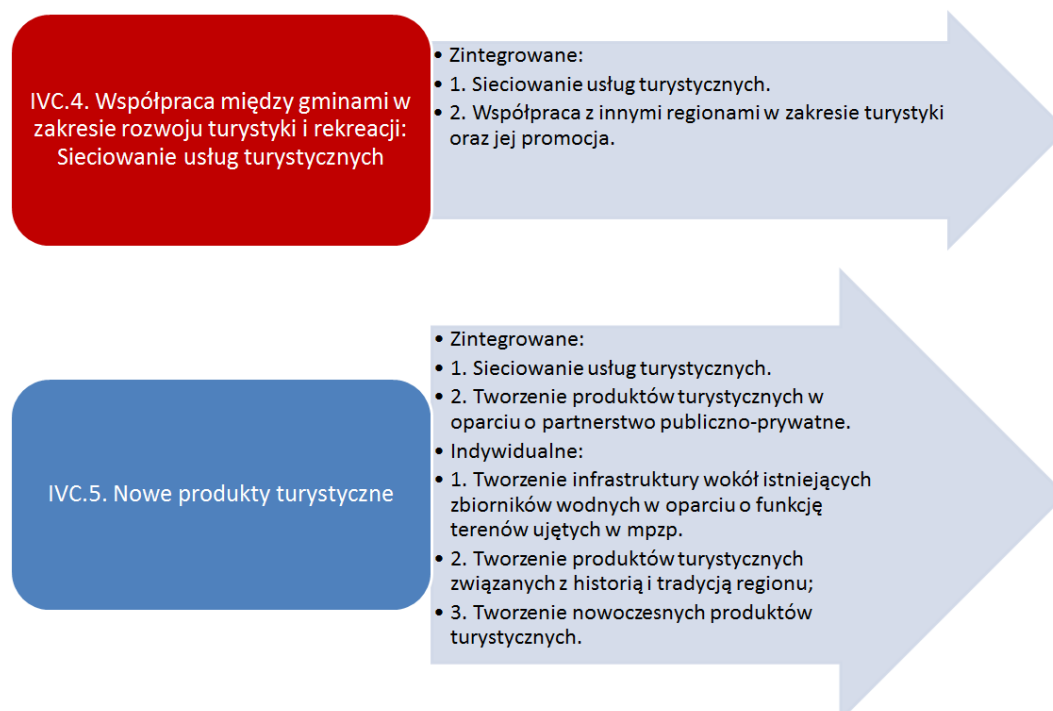 IVC.4. Współpraca między gminami w
zakresie rozwoju turystyki i rekreacji:
Sieciowanie usług turystycznych
• Zintegrowane:
• 1. Sieciowanie usług turystycznych.
• 2. Współpraca z innymi regionami w zakresie turystyki
oraz jej promocja.
IVC.5. Nowe produkty turystyczne
• Zintegrowane:
• 1. Sieciowanie usług turystycznych.
• 2. Tworzenie produktów turystycznych w
oparciu o partnerstwo publiczno-prywatne.
• Indywidualne:
• 1. Tworzenie infrastruktury wokół istniejących
zbiorników wodnych w oparciu o funkcję
terenów ujętych w mpzp.
• 2. Tworzenie produktów turystycznych
związanych z historią i tradycją regionu;
• 3. Tworzenie nowoczesnych produktów
turystycznych.